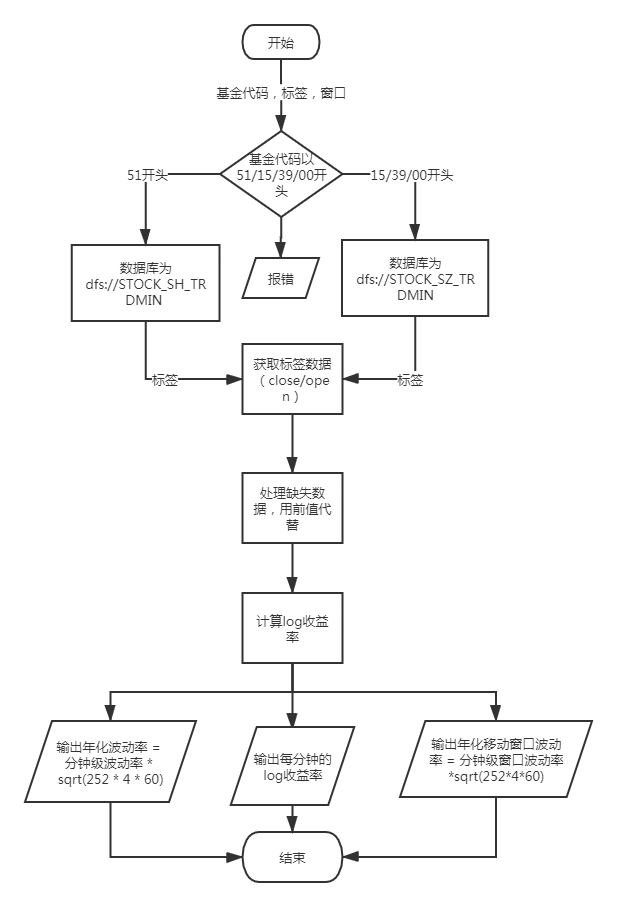 开始
基金代码，标签，窗口
基金代码以
51/15/39/00开
头
51开头
15/39/00开头
数据库为
dfs://STOCK_SH_TR
DMIN
报错
数据库为
dfs://STOCK_SZ_TR
DMIN
标签
获取标签数据
（close/ope
n）
标签
处理缺失数
据，用前值代
替
计算log收益
率
输出年化波动率 =
分钟级波动率 *
sqrt(252 * 4 * 60)
输出每分钟的
log收益率
输出年化移动窗口波动
率 = 分钟级窗口波动率
*sqrt(252*4*60)
结束